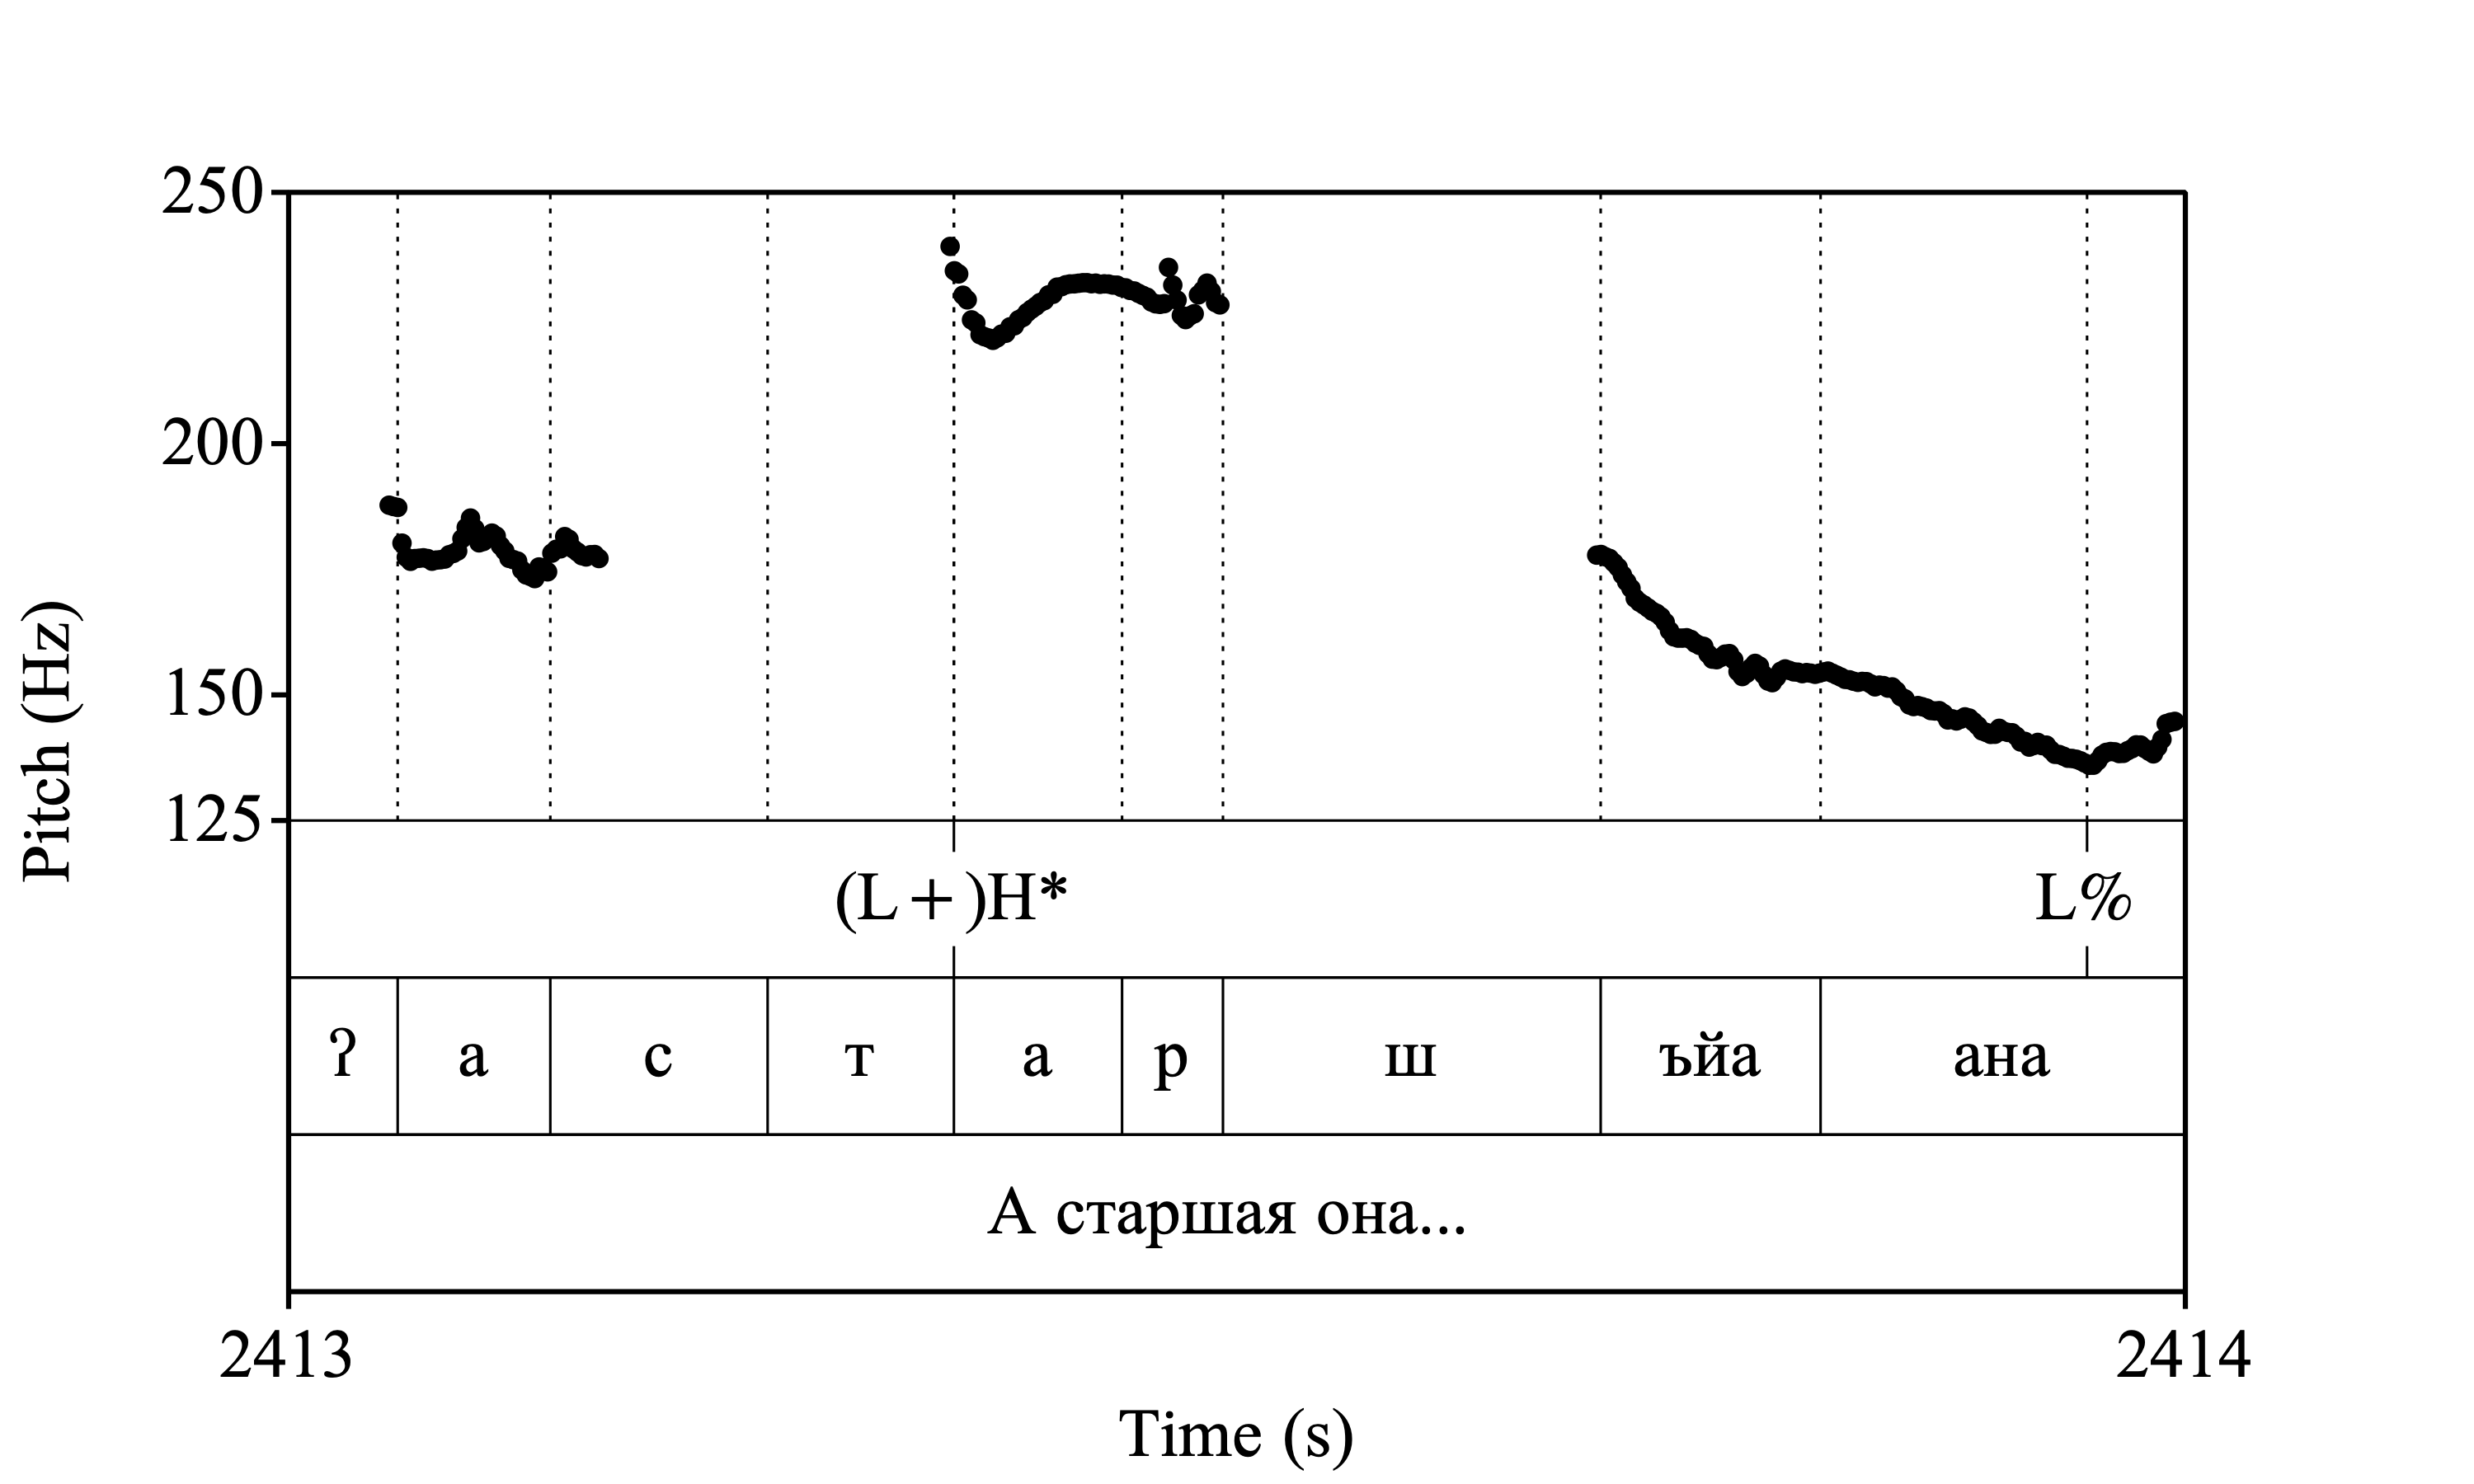 250
200
150
125
Pitch (Hz)
(L+)H* L%
ʔ а с т а р ш ъйа ана
А старшая она...
2413 2414
Time (s)